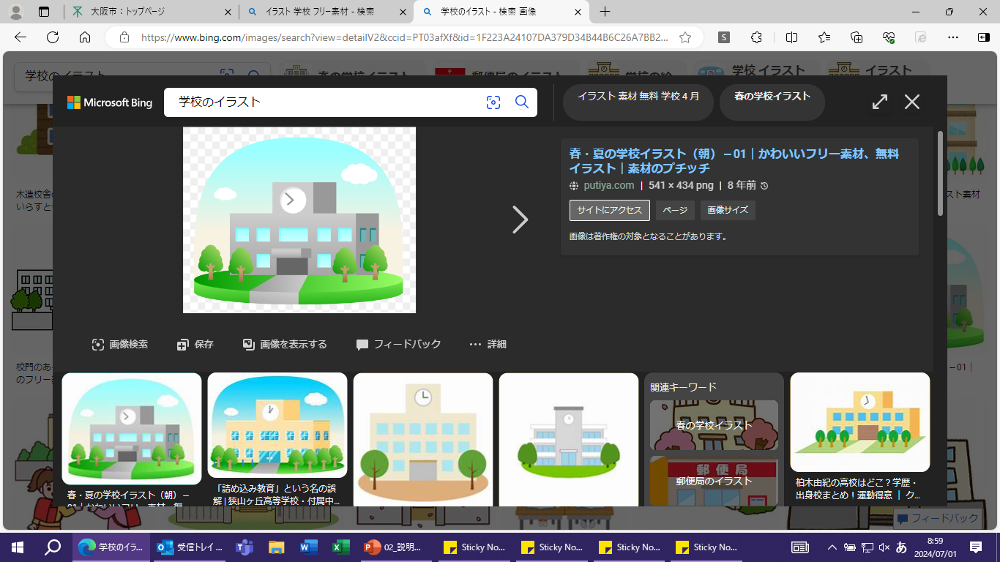 大阪市：トップページ
イラスト 学校 フリー素材 - 検索
学校のイラスト - 検索 画像
https://www.bing.com/images/search?view=detailV2&ccid=PT03afXf&id=1F223A24107DA379D34B44B6C26A7BB2...
学校のイラスト
春の学校イラスト
郵便局のイラスト
学校の絵
学校 イラスト
イラスト
Microsoft Bing
学校のイラスト
イラスト 素材 無料 学校 4 月
春の学校イラスト
春・夏の学校イラスト（朝）－01｜かわいいフリー素材、無料
イラスト｜素材のプチッチ
putiya.com | 541 × 434 png | 8 年前
サイトにアクセス
ページ
画像サイズ
画像は著作権の対象となることがあります。
木造校舎の
いらすと
スト素材
校門のあ
のフリー素
－01｜
画像検索
保存
画像を表示する
フィードバック
詳細
春・夏の学校イラスト（朝）－
01｜かわいいフリー素材、無
「詰め込み教育」という名の誤
解 | 狭山ヶ丘高等学校・付属中...
関連キーワード
春の学校イラスト
郵便局
郵便局のイラスト
柏木由紀の高校はどこ？学歴・
出身校まとめ！運動得意 ｜ ク...
フィードバック
学校のイラ...
受信トレイ
02_説明...
Sticky No...
Sticky No...
Sticky No...
Sticky No...
あ
8:59
2024/07/01